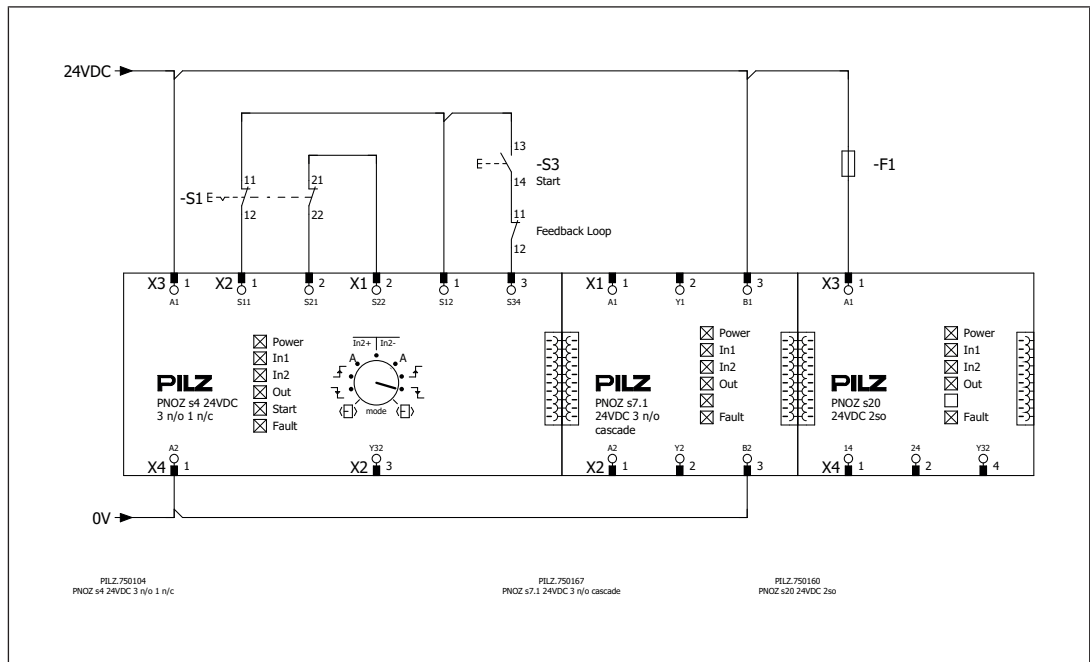 24VDC
13
-S3
14 Start
-F1
11 21
-S1
12 22
11
Feedback Loop
12
X3 1 X2 1 2 X1 2 1 3 X1 1 2 3 X3 1
A1 S11 S21 S22 S12 S34 A1 Y1 B1 A1
Power
In1
In2
Out
Start
Fault
In2+ In2-
A A
mode
PILZ
PNOZ s4 24VDC
3 n/o 1 n/c
Power
In1
In2
Out
Fault
PILZ
PNOZ s7.1
24VDC 3 n/o
cascade
Power
In1
In2
Out
Fault
PILZ
PNOZ s20
24VDC 2so
A2 Y32 A2 Y2 B2 14 24 Y32
X4 1 X2 3 X2 1 2 3 X4 1 2 4
0V
PILZ.750104
PNOZ s4 24VDC 3 n/o 1 n/c
PILZ.750167
PNOZ s7.1 24VDC 3 n/o cascade
PILZ.750160
PNOZ s20 24VDC 2so